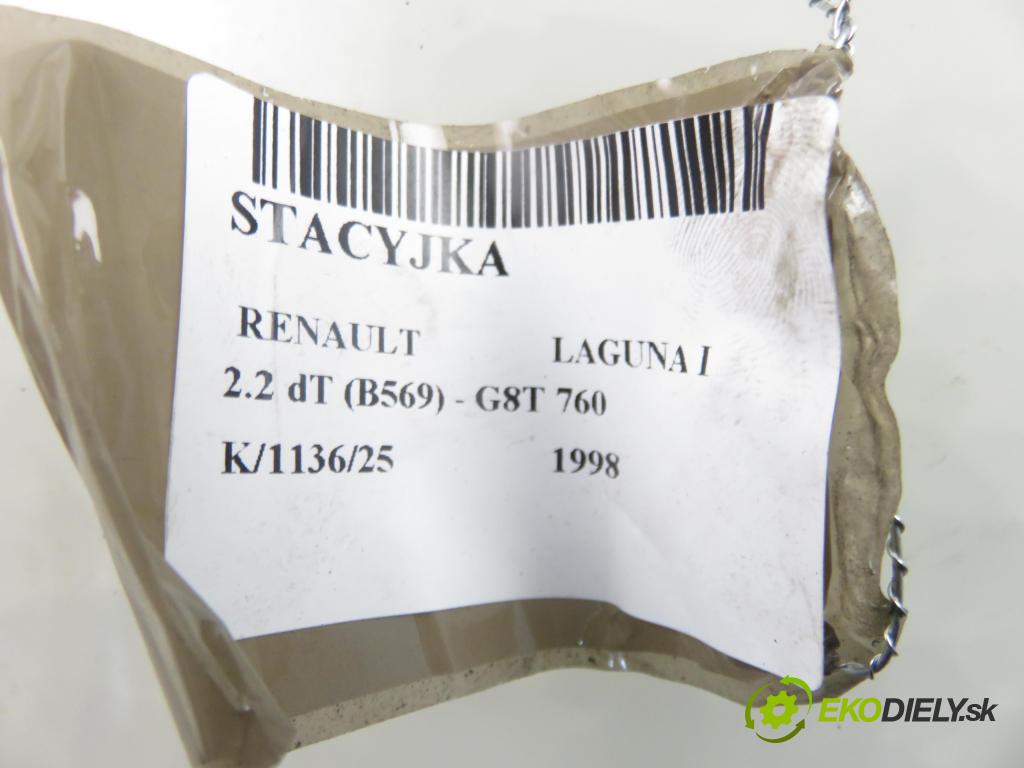 STACYJKA
RENAULT LAGUNA I
2.2 dT (B569) - G8T 760
K/1136/25 1998
EKODIELY.sk